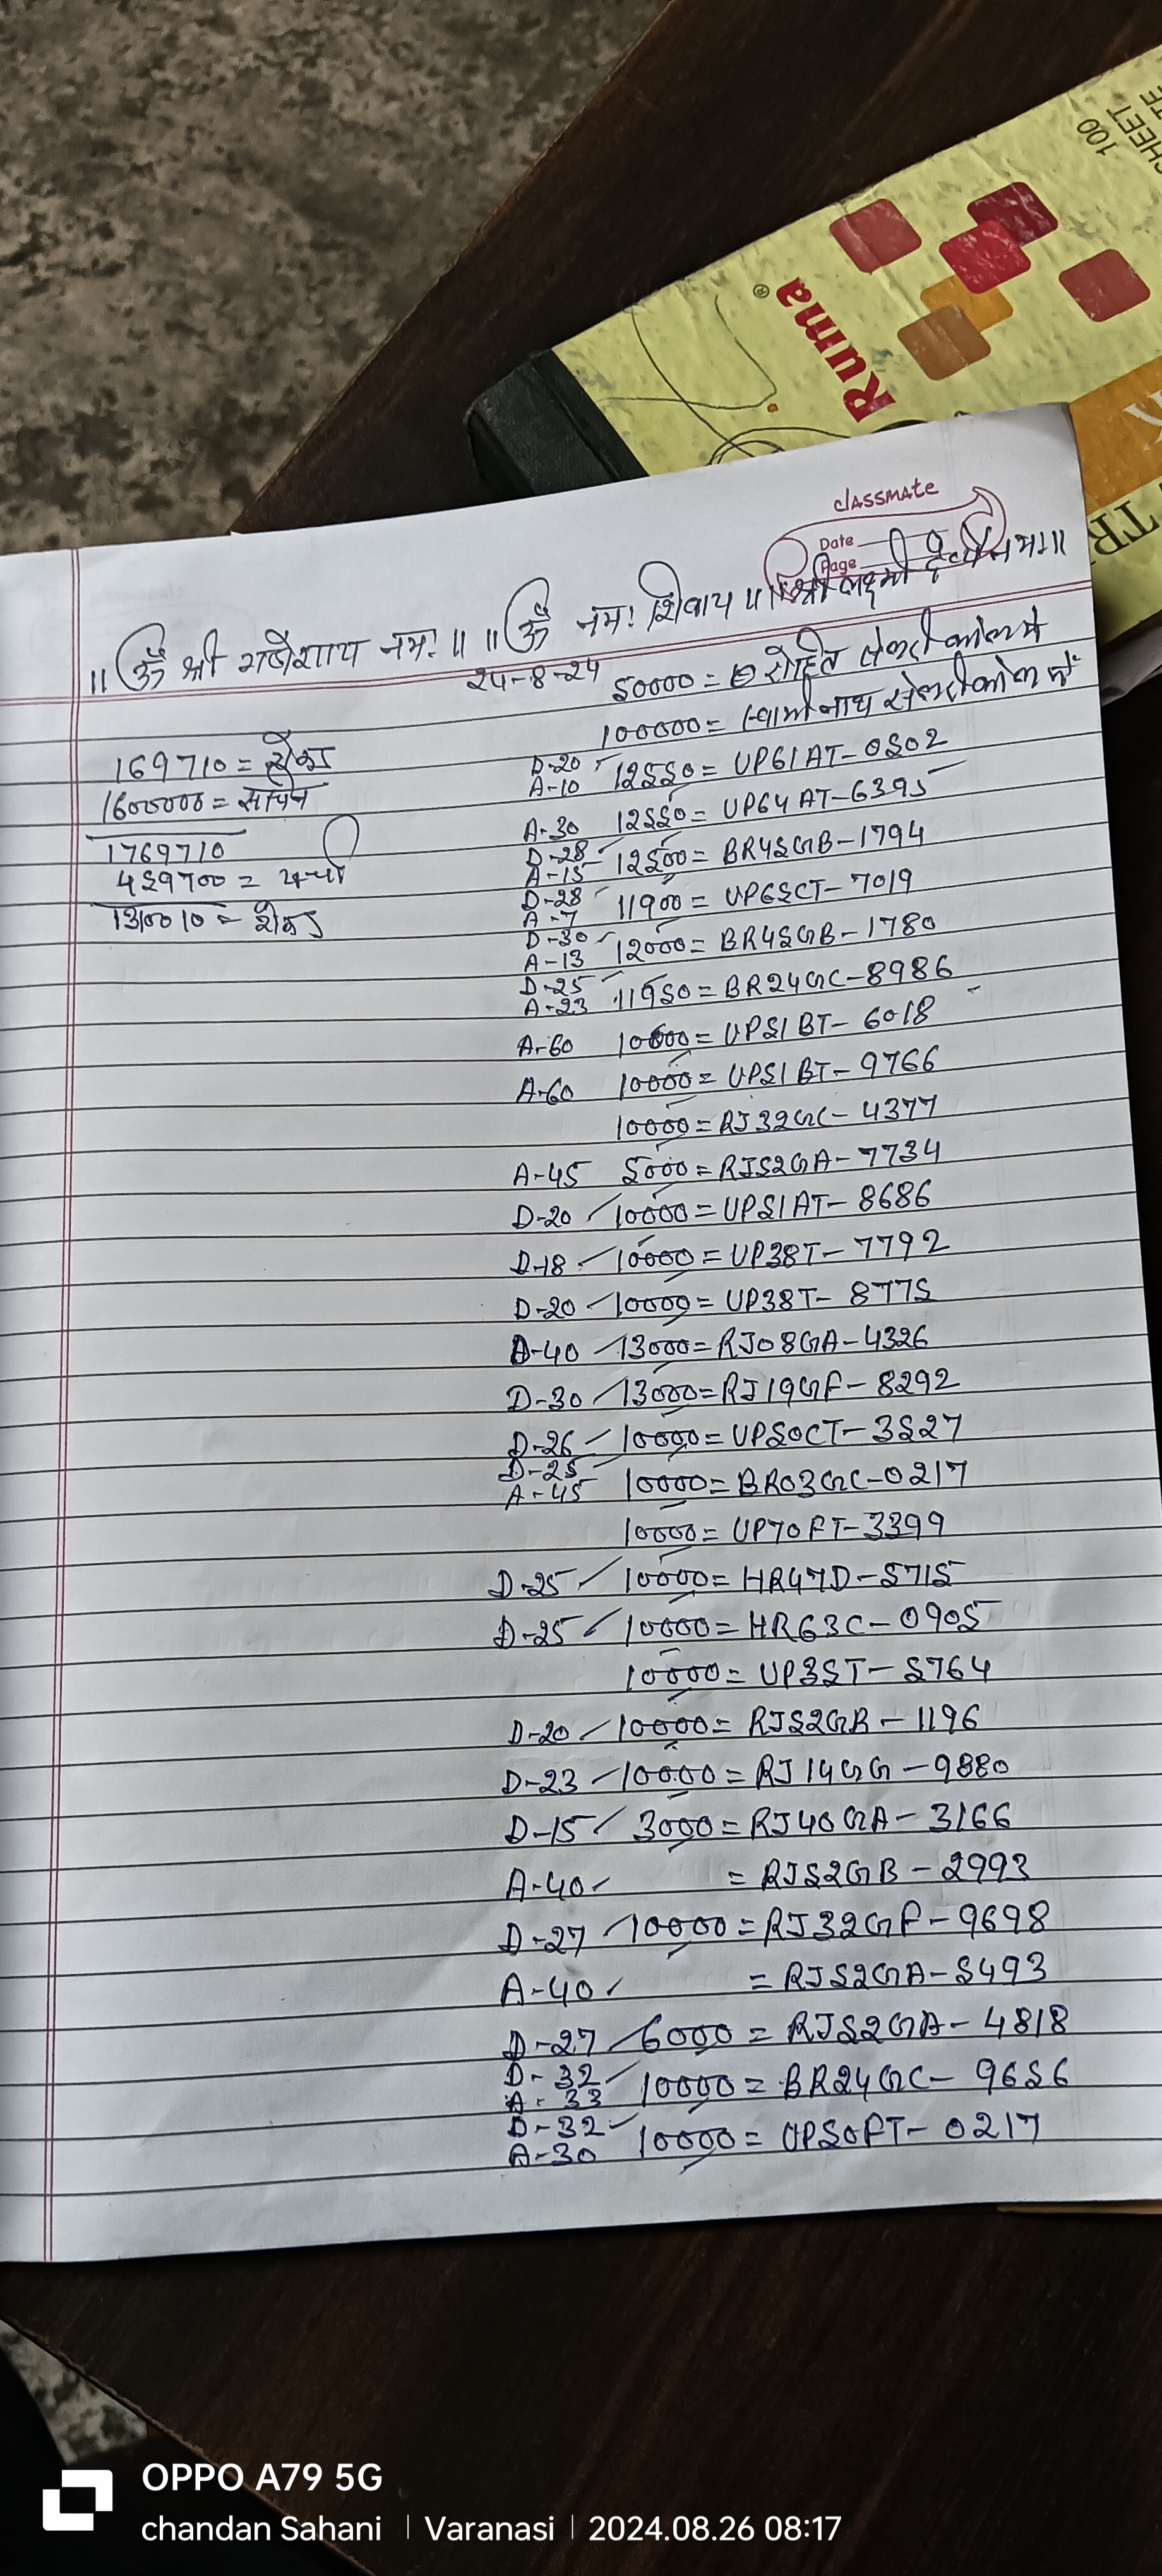 100
SHEET
Ruma®
classmate
Date
Page
॥ ॐ श्री गणेशाय नमः ॥ ॥ ॐ नमः शिवाय ॥ ॥ श्री लक्ष्मी देव्यै नमः ॥
24-8-24
50000 = रोहित सेलटीकोल मे
100000 = स्वामीनाथ सेलटीकोल में
169710 = रोकड
1600000 =
1769710
459700 = खर्चा
1310010 = रोकड
D-20 12550 = UP61AT-0502
A-10
A-30 12550 = UP64AT-6395
D-28 12500 = BR45GB-1794
A-15
D-28 11900 = UP65CT-7019
A-7
D-30 12000 = BR45GB-1780
A-13
D-25 11950 = BR24GC-8986
A-23
A-60 10000 = UP51BT-6018
A-60 10000 = UP51BT-9766
10000 = RJ32GC-4377
A-45 5000 = RJ52GA-7734
D-20 10000 = UP51AT-8686
D-18 10000 = UP38T-7792
D-20 10000 = UP38T-8775
A-40 13000 = RJ08GA-4326
D-30 13000 = RJ19GF-8292
D-26 10000 = UP50CT-3527
D-25 10000 = BR03GC-0217
A-45
10000 = UP70FT-3399
D-25 10000 = HR47D-5715
D-25 10000 = HR63C-0905
10000 = UP35T-5764
D-20 10000 = RJ52GB-1196
D-23 10000 = RJ14GG-9880
D-15 3000 = RJ40GA-3166
A-40 = RJ52GB-2993
D-27 10000 = RJ32GF-9698
A-40 = RJ52GA-5493
D-27 6000 = RJ52GA-4818
D-32 10000 = BR24GC-9656
A-33
D-32 10000 = UP50FT-0217
A-30
OPPO A79 5G
chandan Sahani | Varanasi | 2024.08.26 08:17